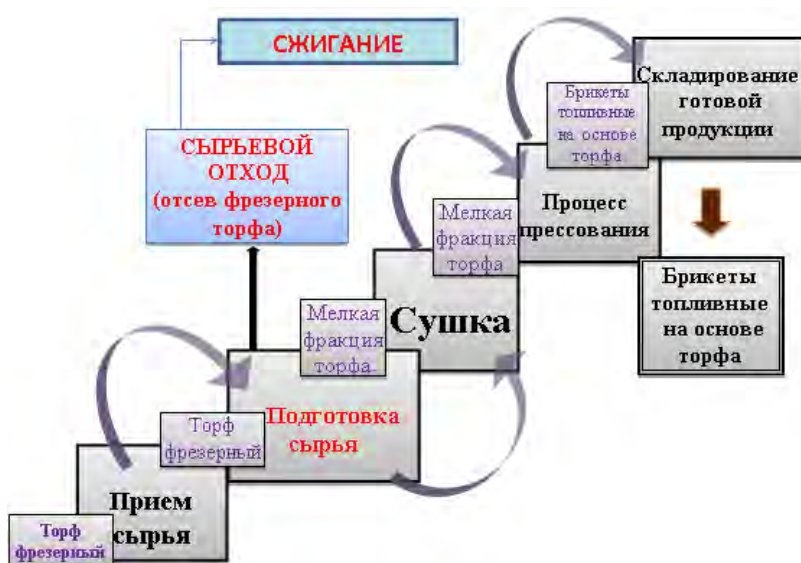 СЖИГАНИЕ
СЫРЬЕВОЙ
ОТХОД
(отсев фрезерного
торфа)
Складирование
готовой
продукции
Брикеты
топливные
на основе
торфа
Процесс
прессования
Мелкая
фракция
торфа
Брикеты
топливные
на основе
торфа
Сушка
Мелкая
фракция
торфа
Подготовка
сырья
Торф
фрезерный
Прием
сырья
Торф
фрезерный